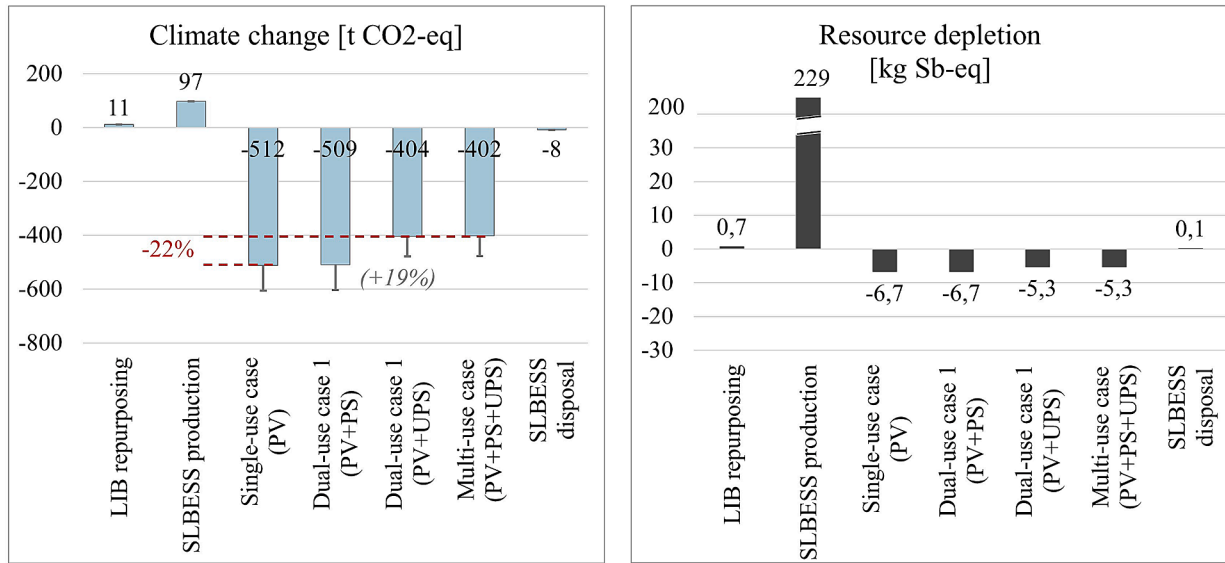 Climate change [t CO2-eq]
200
0
-200
-400
-600
-800
11
97
-512
-509
-404
-402
-8
-22%
(+19%)
LIB repurposing
SLBESS production
Single-use case
(PV)
Dual-use case 1
(PV+PS)
Dual-use case 1
(PV+UPS)
Multi-use case
(PV+PS+UPS)
SLBESS
disposal
Resource depletion
[kg Sb-eq]
200
30
20
10
0
-10
-20
-30
0,7
229
-6,7
-6,7
-5,3
-5,3
0,1
LIB repurposing
SLBESS production
Single-use case
(PV)
Dual-use case 1
(PV+PS)
Dual-use case 1
(PV+UPS)
Multi-use case
(PV+PS+UPS)
SLBESS
disposal